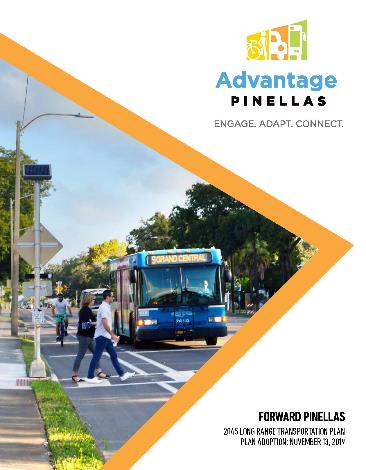 Advantage
PINELLAS
ENGAGE. ADAPT. CONNECT.
GRAND CENTRAL
FORWARD PINELLAS
2045 LONG RANGE TRANSPORTATION PLAN
PLAN ADOPTION: NOVEMBER 13, 2019